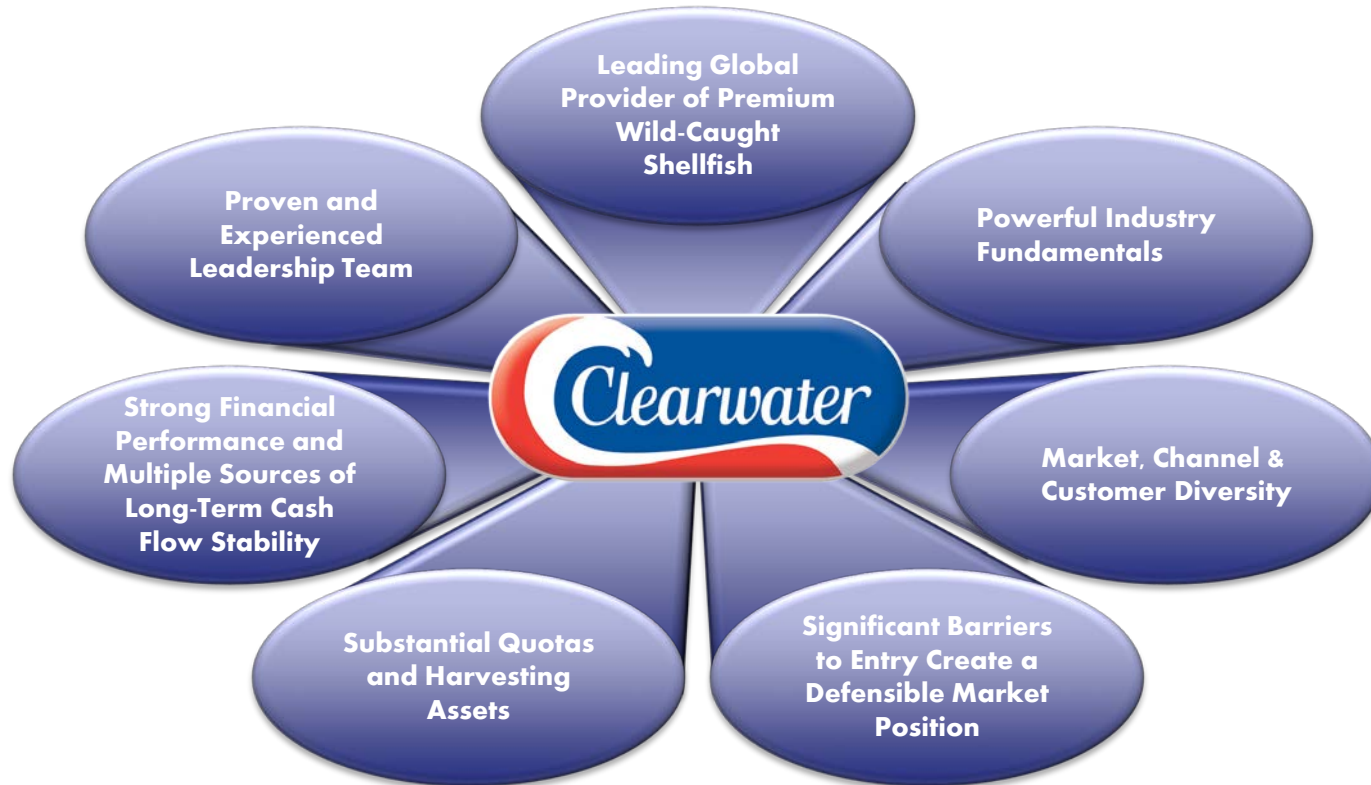 Leading Global
Provider of Premium
Wild-Caught
Shellfish
Proven and
Experienced
Leadership Team
Powerful Industry
Fundamentals
Clearwater
Strong Financial
Performance and
Multiple Sources of
Long-Term Cash
Flow Stability
Market, Channel &
Customer Diversity
Substantial Quotas
and Harvesting
Assets
Significant Barriers
to Entry Create a
Defensible Market
Position